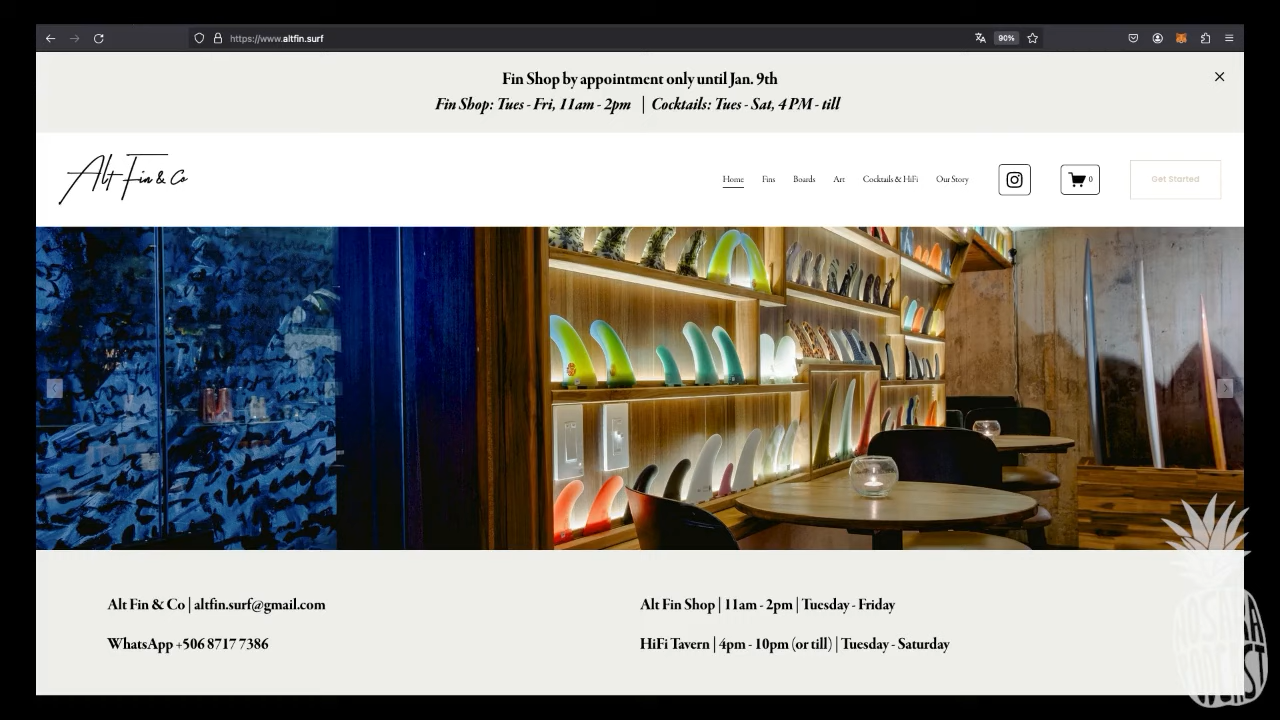 https://www.altfin.surf
90%
Fin Shop by appointment only until Jan. 9th
Fin Shop: Tues - Fri, 11am - 2pm | Cocktails: Tues - Sat, 4 PM - till
Alt Fin & Co
Home Fins Boards Art Cocktails & HiFi Our Story 0 Get Started
Alt Fin & Co | altfin.surf@gmail.com
WhatsApp +506 8717 7386
Alt Fin Shop | 11am - 2pm | Tuesday - Friday
HiFi Tavern | 4pm - 10pm (or till) | Tuesday - Saturday
NOSARA
PODCAST